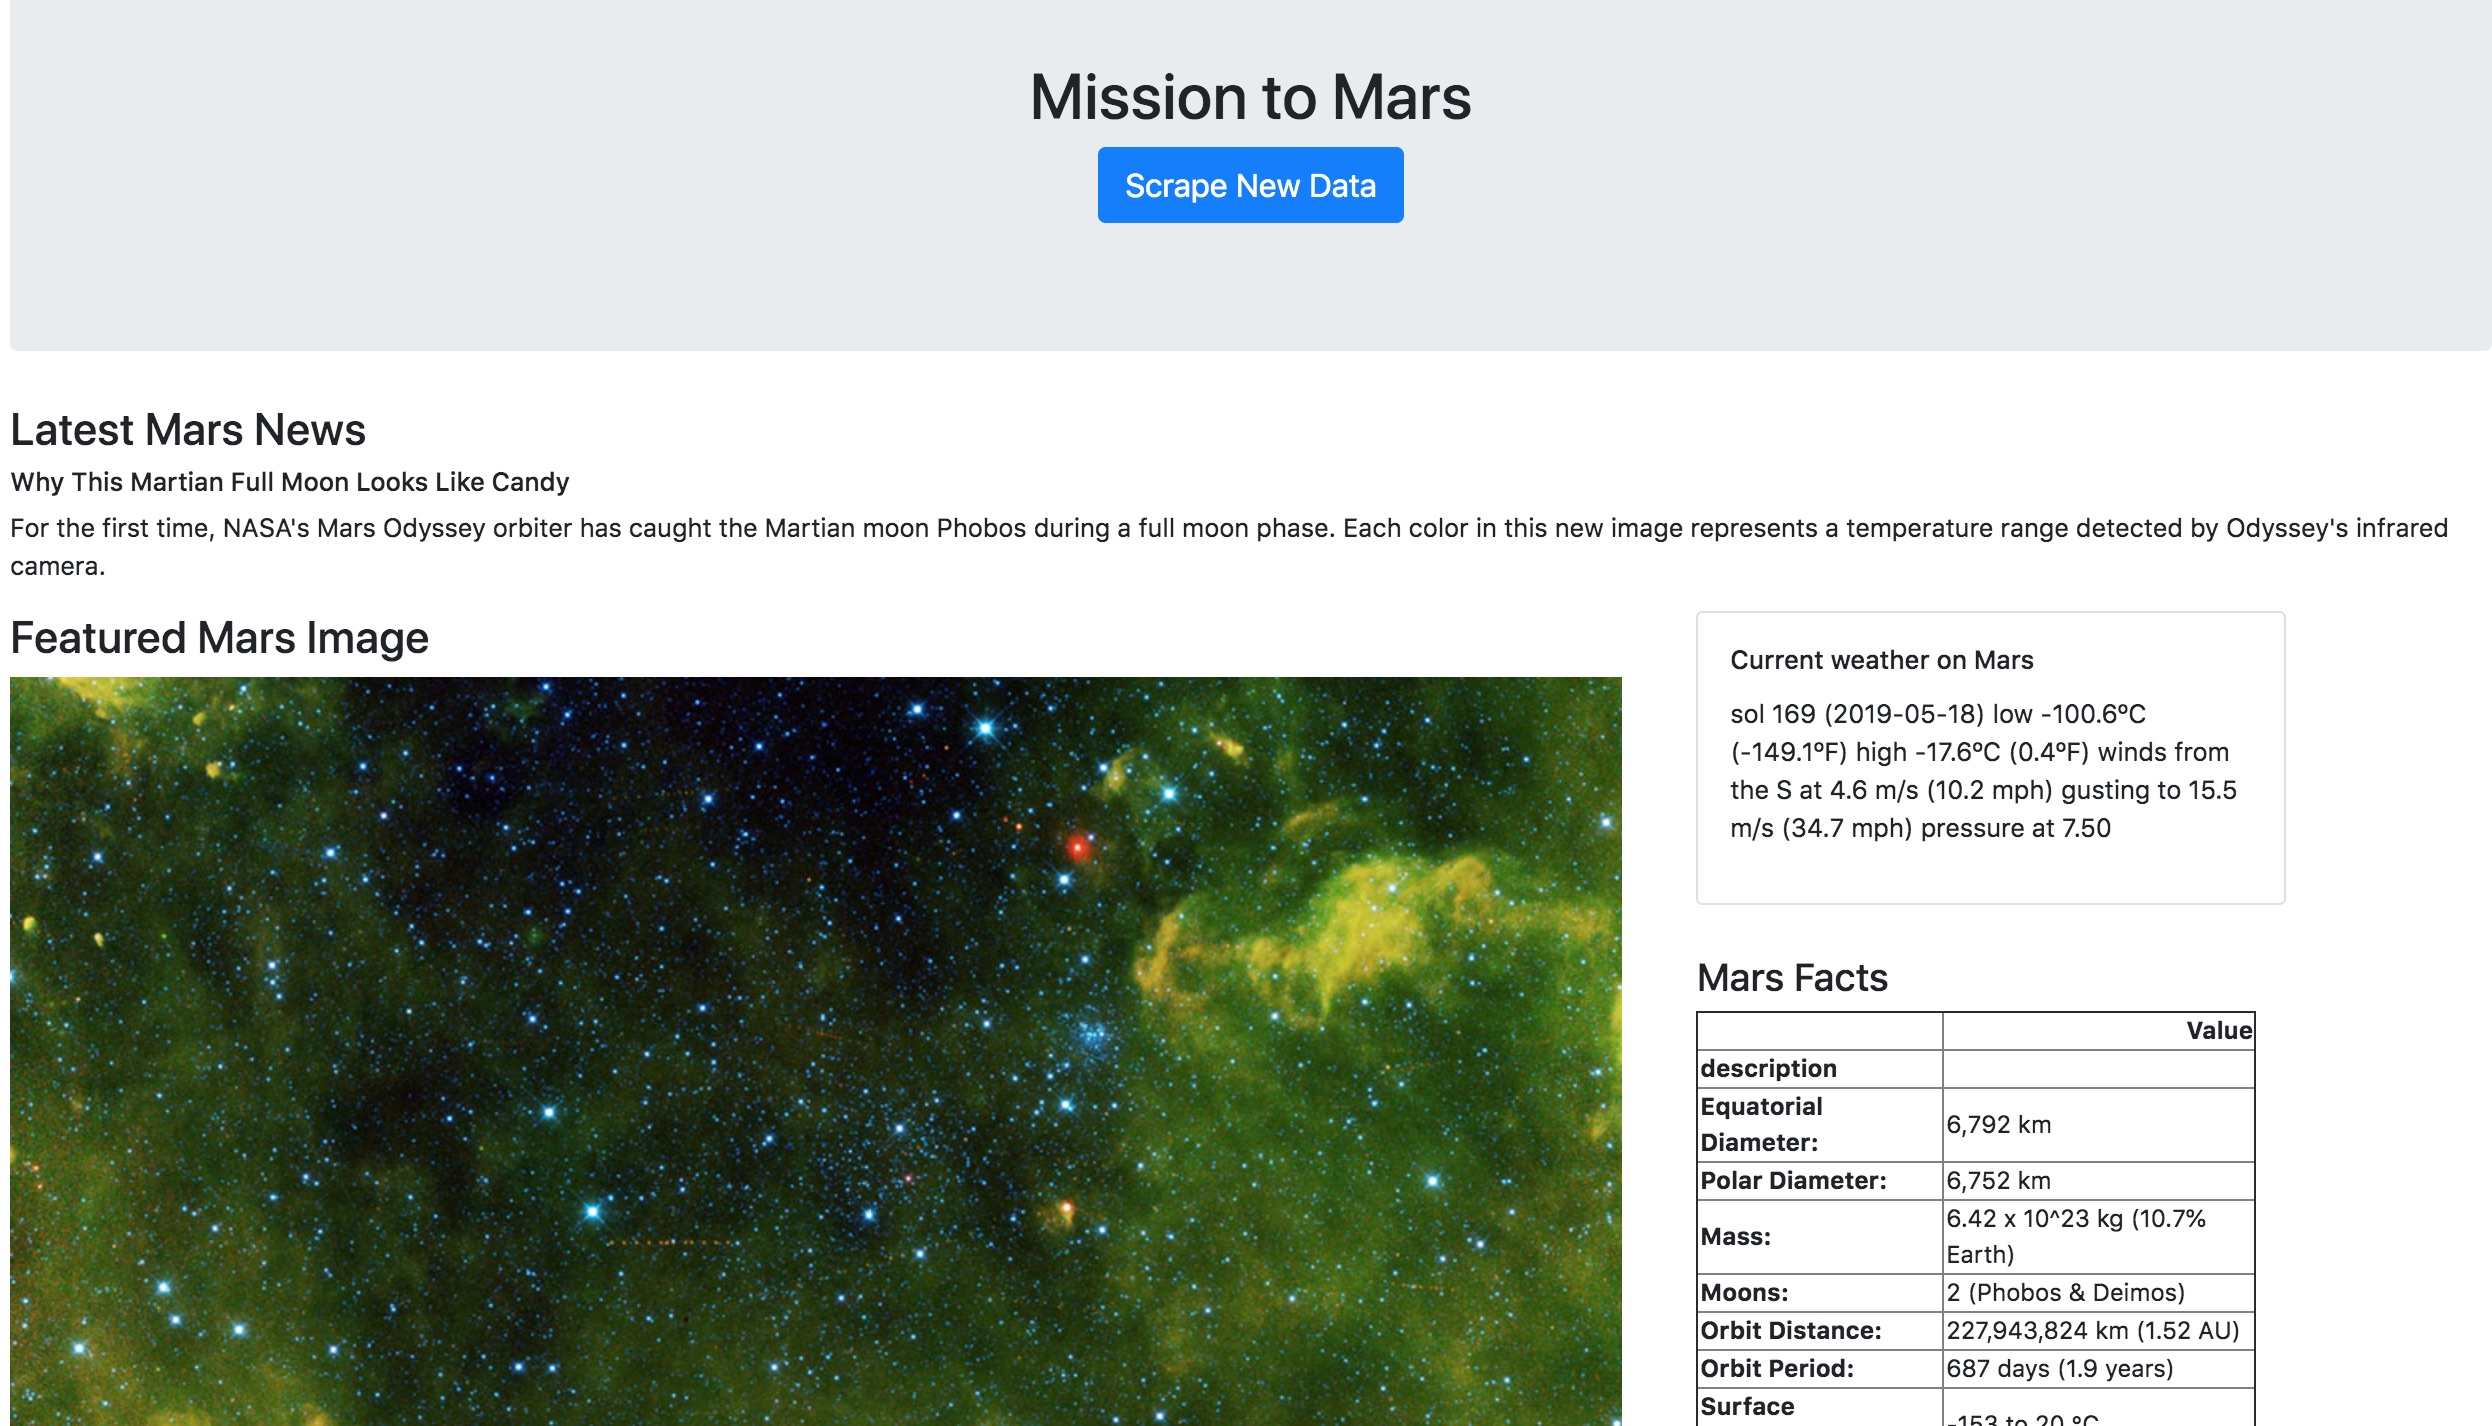 Mission to Mars
Scrape New Data
Latest Mars News
Why This Martian Full Moon Looks Like Candy
For the first time, NASA's Mars Odyssey orbiter has caught the Martian moon Phobos during a full moon phase. Each color in this new image represents a temperature range detected by Odyssey's infrared
camera.
Featured Mars Image
Current weather on Mars
sol 169 (2019-05-18) low -100.6ºC
(-149.1ºF) high -17.6ºC (0.4ºF) winds from
the S at 4.6 m/s (10.2 mph) gusting to 15.5
m/s (34.7 mph) pressure at 7.50
Mars Facts
Value
description
Equatorial
Diameter:
6,792 km
Polar Diameter:
6,752 km
Mass:
6.42 x 10^23 kg (10.7%
Earth)
Moons:
2 (Phobos & Deimos)
Orbit Distance:
227,943,824 km (1.52 AU)
Orbit Period:
687 days (1.9 years)
Surface
-153 to 20 °C